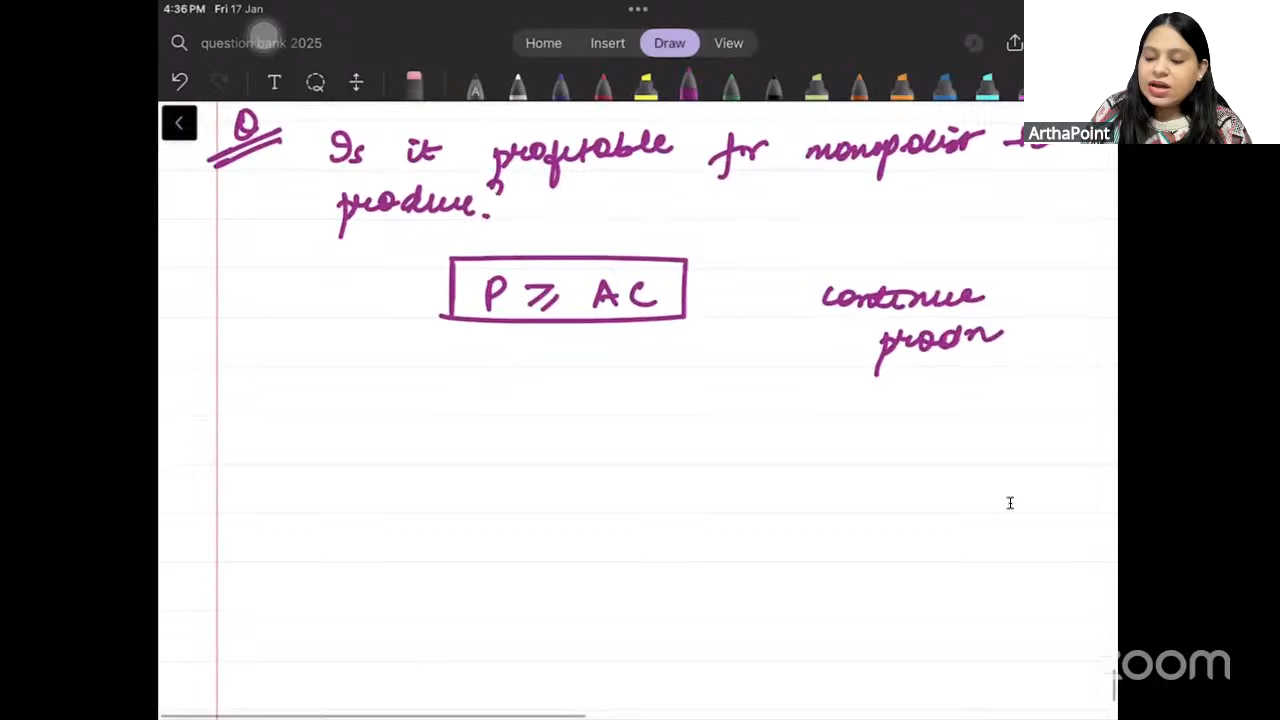 4:36 PM Fri 17 Jan
question bank 2025
Home Insert Draw View
T
A
ArthaPoint
Q Is it profitable for monopolist to
produce?
P ⩾ AC
continue
prodn
zoom